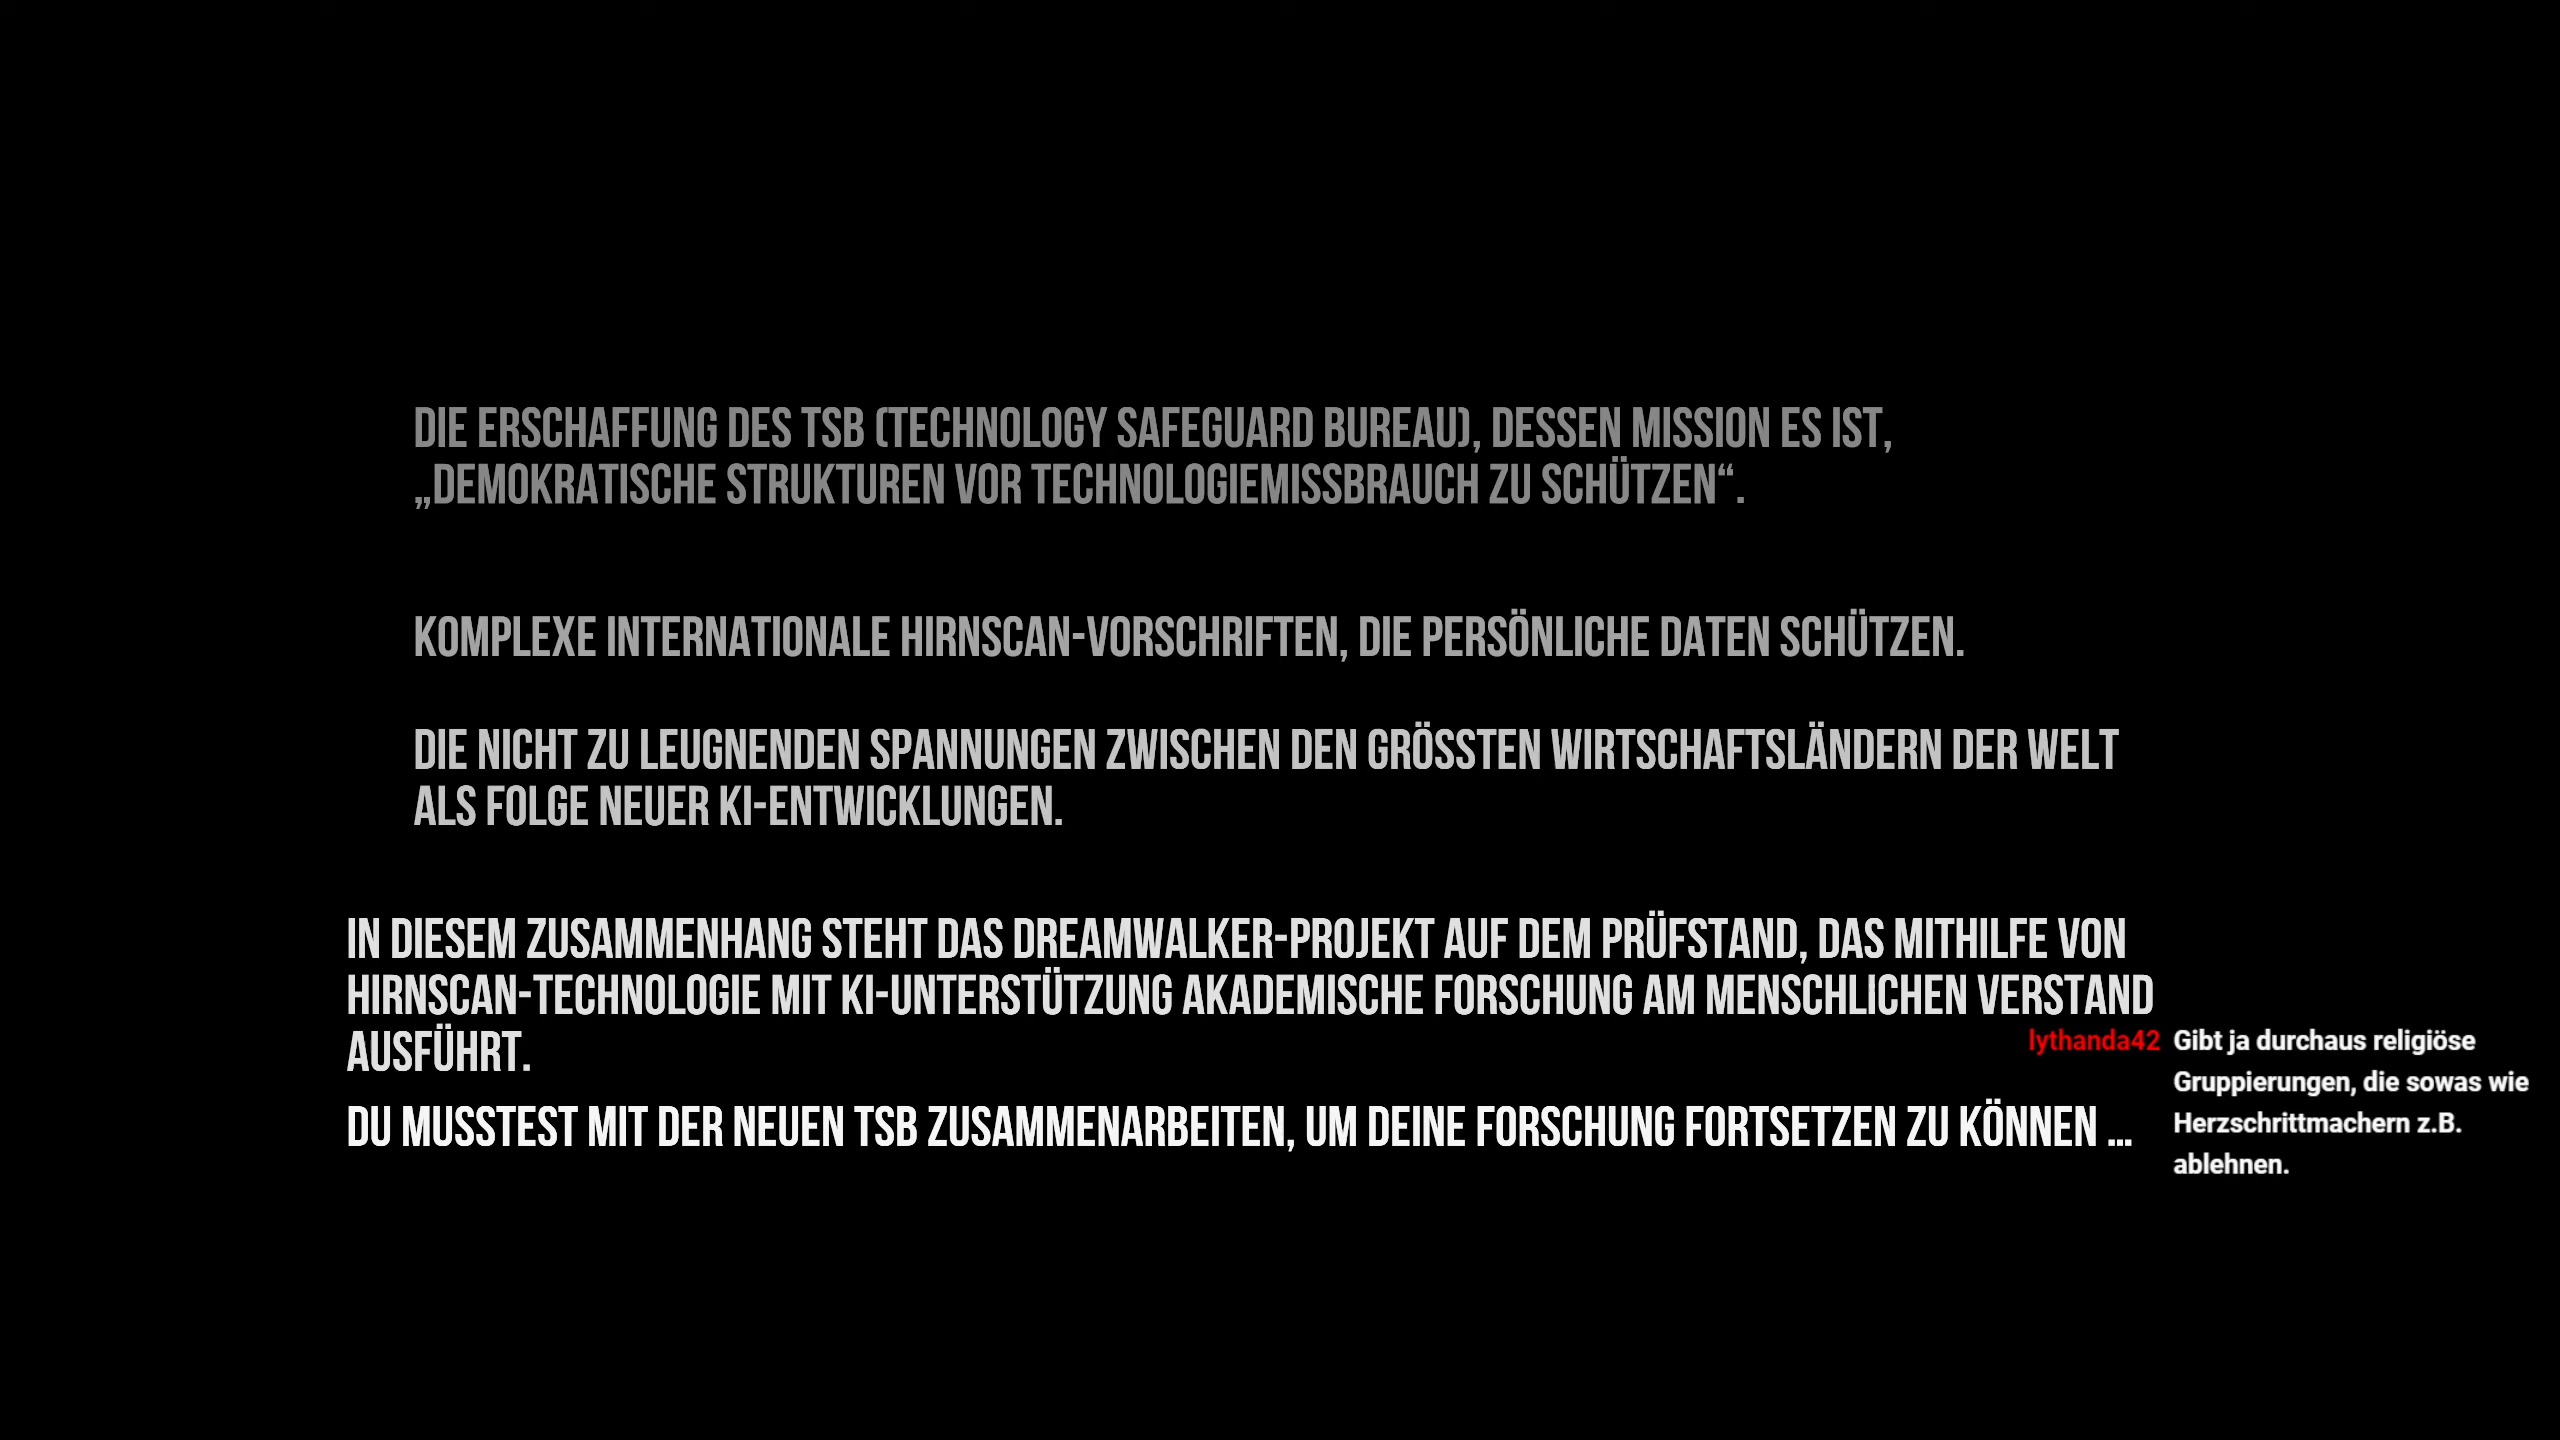 DIE ERSCHAFFUNG DES TSB (TECHNOLOGY SAFEGUARD BUREAU), DESSEN MISSION ES IST,
„DEMOKRATISCHE STRUKTUREN VOR TECHNOLOGIEMISSBRAUCH ZU SCHÜTZEN“.
KOMPLEXE INTERNATIONALE HIRNSCAN-VORSCHRIFTEN, DIE PERSÖNLICHE DATEN SCHÜTZEN.
DIE NICHT ZU LEUGNENDEN SPANNUNGEN ZWISCHEN DEN GRÖSSTEN WIRTSCHAFTSLÄNDERN DER WELT
ALS FOLGE NEUER KI-ENTWICKLUNGEN.
IN DIESEM ZUSAMMENHANG STEHT DAS DREAMWALKER-PROJEKT AUF DEM PRÜFSTAND, DAS MITHILFE VON
HIRNSCAN-TECHNOLOGIE MIT KI-UNTERSTÜTZUNG AKADEMISCHE FORSCHUNG AM MENSCHLICHEN VERSTAND
AUSFÜHRT.
DU MUSSTEST MIT DER NEUEN TSB ZUSAMMENARBEITEN, UM DEINE FORSCHUNG FORTSETZEN ZU KÖNNEN ...
lythanda42 Gibt ja durchaus religiöse
Gruppierungen, die sowas wie
Herzschrittmachern z.B.
ablehnen.